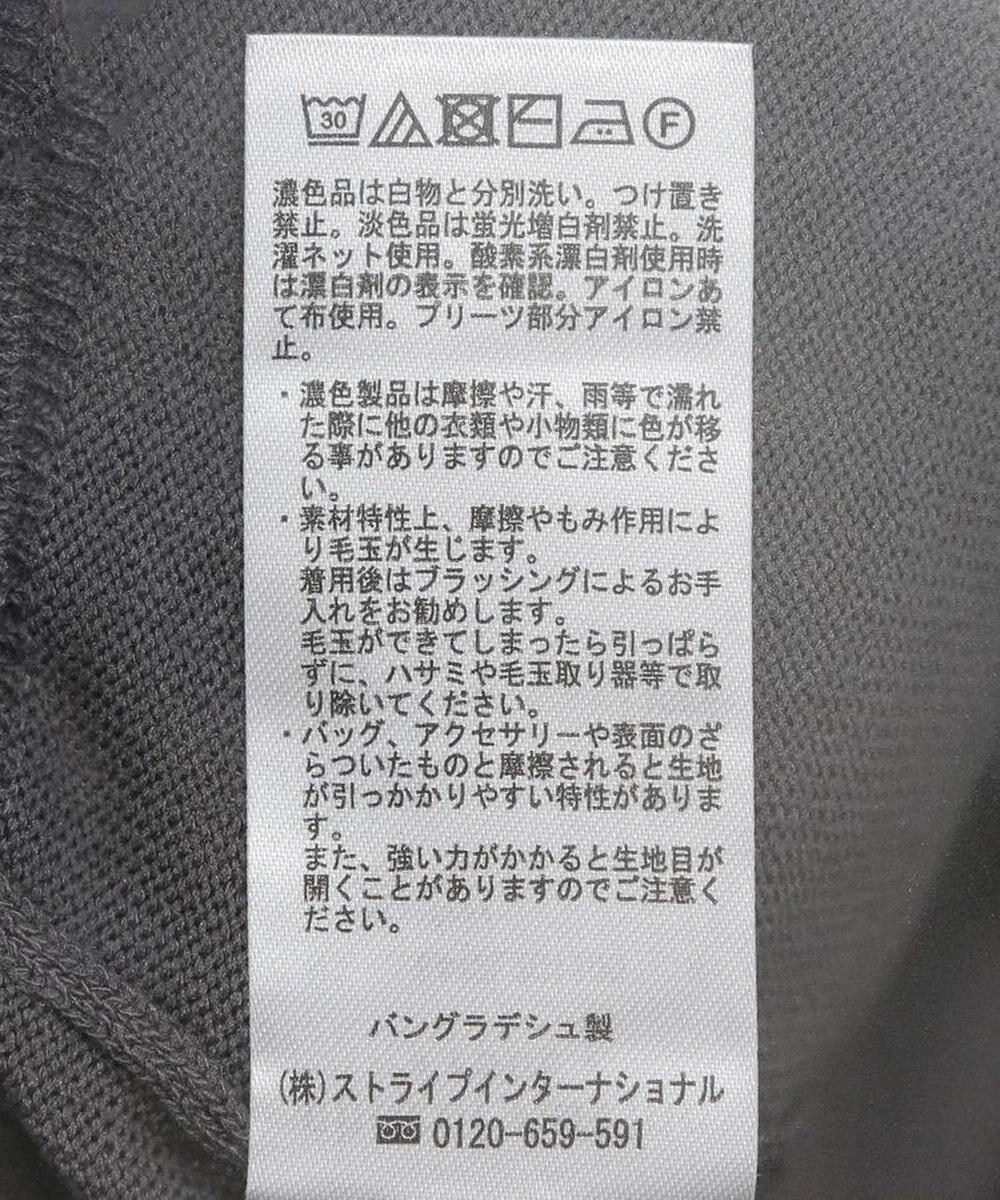 30
F
濃色品は白物と分別洗い。つけ置き
禁止。淡色品は蛍光増白剤禁止。洗
濯ネット使用。酸素系漂白剤使用時
は漂白剤の表示を確認。アイロンあ
て布使用。プリーツ部分アイロン禁
止。
・濃色製品は摩擦や汗、雨等で濡れ
た際に他の衣類や小物類に色が移
る事がありますのでご注意くださ
い。
・素材特性上、摩擦やもみ作用によ
り毛玉が生じます。
着用後はブラッシングによるお手
入れをお勧めします。
毛玉ができてしまったら引っぱら
ずに、ハサミや毛玉取り器等で取
り除いてください。
・バッグ、アクセサリーや表面のざ
らついたものと摩擦されると生地
が引っかかりやすい特性がありま
す。
また、強い力がかかると生地目が
開くことがありますのでご注意く
ださい。
バングラデシュ製
(株)ストライプインターナショナル
0120-659-591